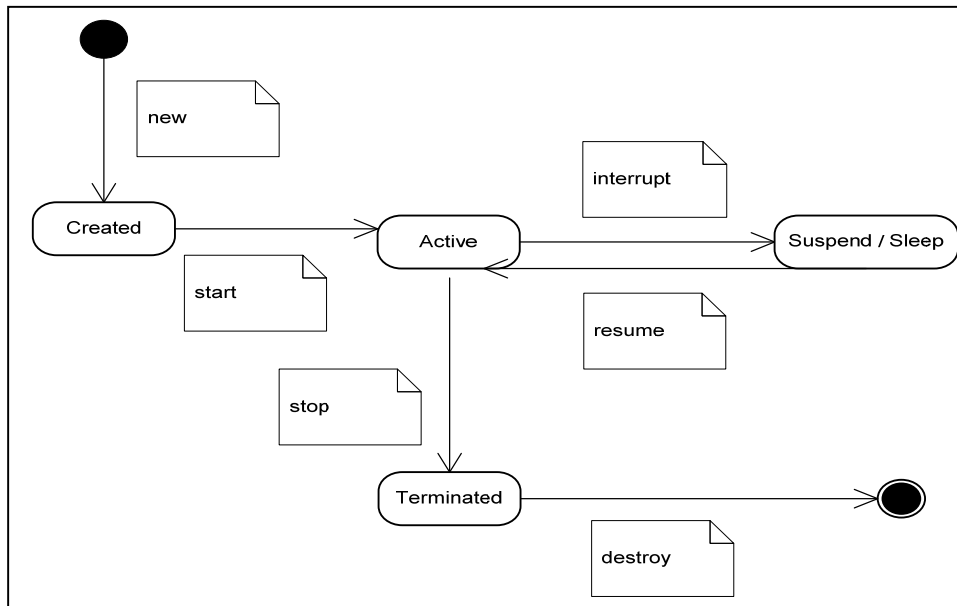 new
Created
start
Active
interrupt
Suspend / Sleep
resume
stop
Terminated
destroy